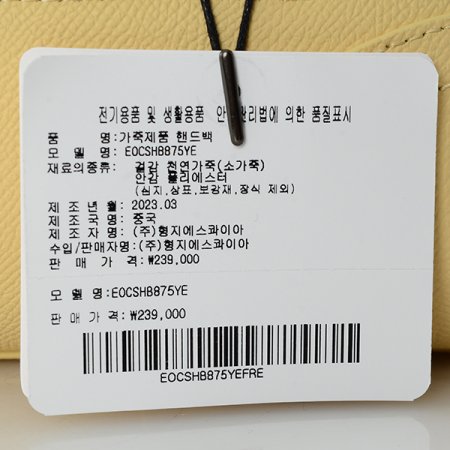 전기용품 및 생활용품 안전관리법에 의한 품질표시
품 명:가죽제품 핸드백
모 델 명: EOCSHB875YE
재료의종류: 겉감 천연가죽(소가죽)
안감 폴리에스터
(심지,상표,보강재,장식 제외)
제 조 년 월: 2023.03
제 조 국 명: 중국
제 조 자 명: (주)형지에스콰이아
수입/판매자명:(주)형지에스콰이아
판 매 가 격:₩239,000
모 델 명:EOCSHB875YE
판 매 가 격:₩239,000
EOCSHB875YEFRE